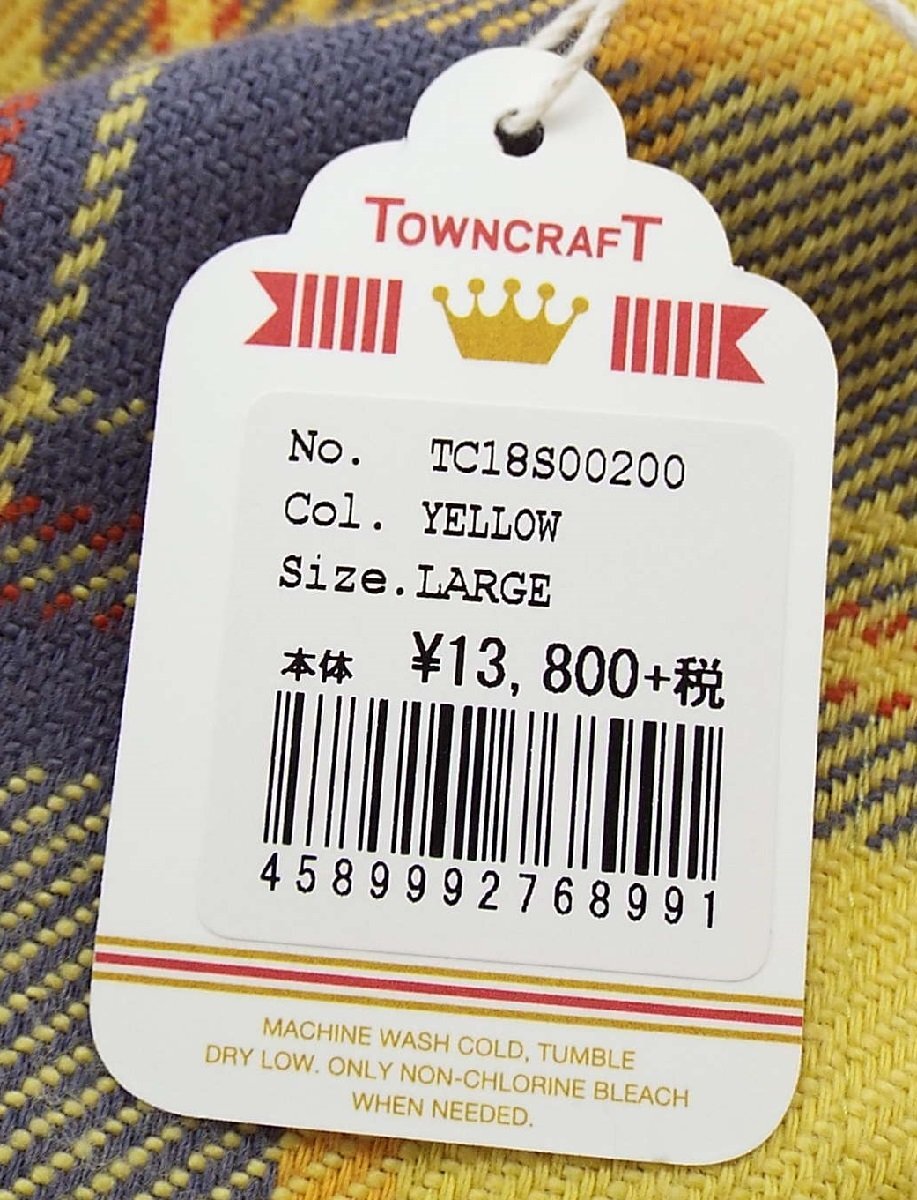 TOWNCRAFT
No. TC18S00200
Col. YELLOW
Size. LARGE
本体 ¥13,800+税
4589992768991
MACHINE WASH COLD, TUMBLE
DRY LOW. ONLY NON-CHLORINE BLEACH
WHEN NEEDED.